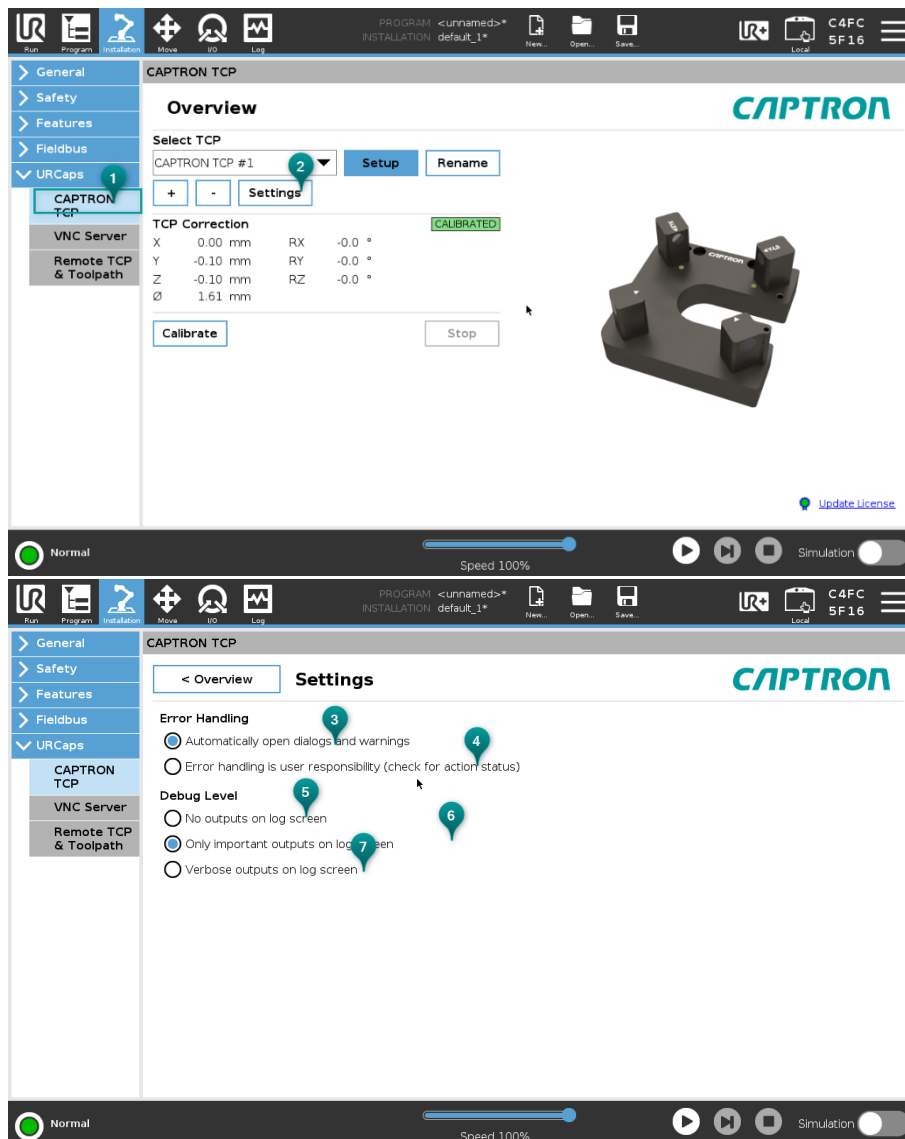 PROGRAM <unnamed>*
INSTALLATION default_1*
Run Program Installation Move I/O Log New... Open... Save... Local
UR+
C4FC
5F16
General
Safety
Features
Fieldbus
URCaps
CAPTRON
TCP
VNC Server
Remote TCP
& Toolpath
1
CAPTRON TCP
Overview
CAPTRON
Select TCP
CAPTRON TCP #1 2 Setup Rename
+ - Settings
TCP Correction CALIBRATED
X 0.00 mm RX -0.0 °
Y -0.10 mm RY -0.0 °
Z -0.10 mm RZ -0.0 °
Ø 1.61 mm
Calibrate Stop
CAPTRON
Update License
Normal Speed 100% Simulation
PROGRAM <unnamed>*
INSTALLATION default_1*
Run Program Installation Move I/O Log New... Open... Save... Local
UR+
C4FC
5F16
General
Safety
Features
Fieldbus
URCaps
CAPTRON
TCP
VNC Server
Remote TCP
& Toolpath
CAPTRON TCP
< Overview Settings
CAPTRON
Error Handling
3
Automatically open dialogs and warnings
4
Error handling is user responsibility (check for action status)
Debug Level
5
No outputs on log screen
6
Only important outputs on log screen
7
Verbose outputs on log screen
Normal Speed 100% Simulation